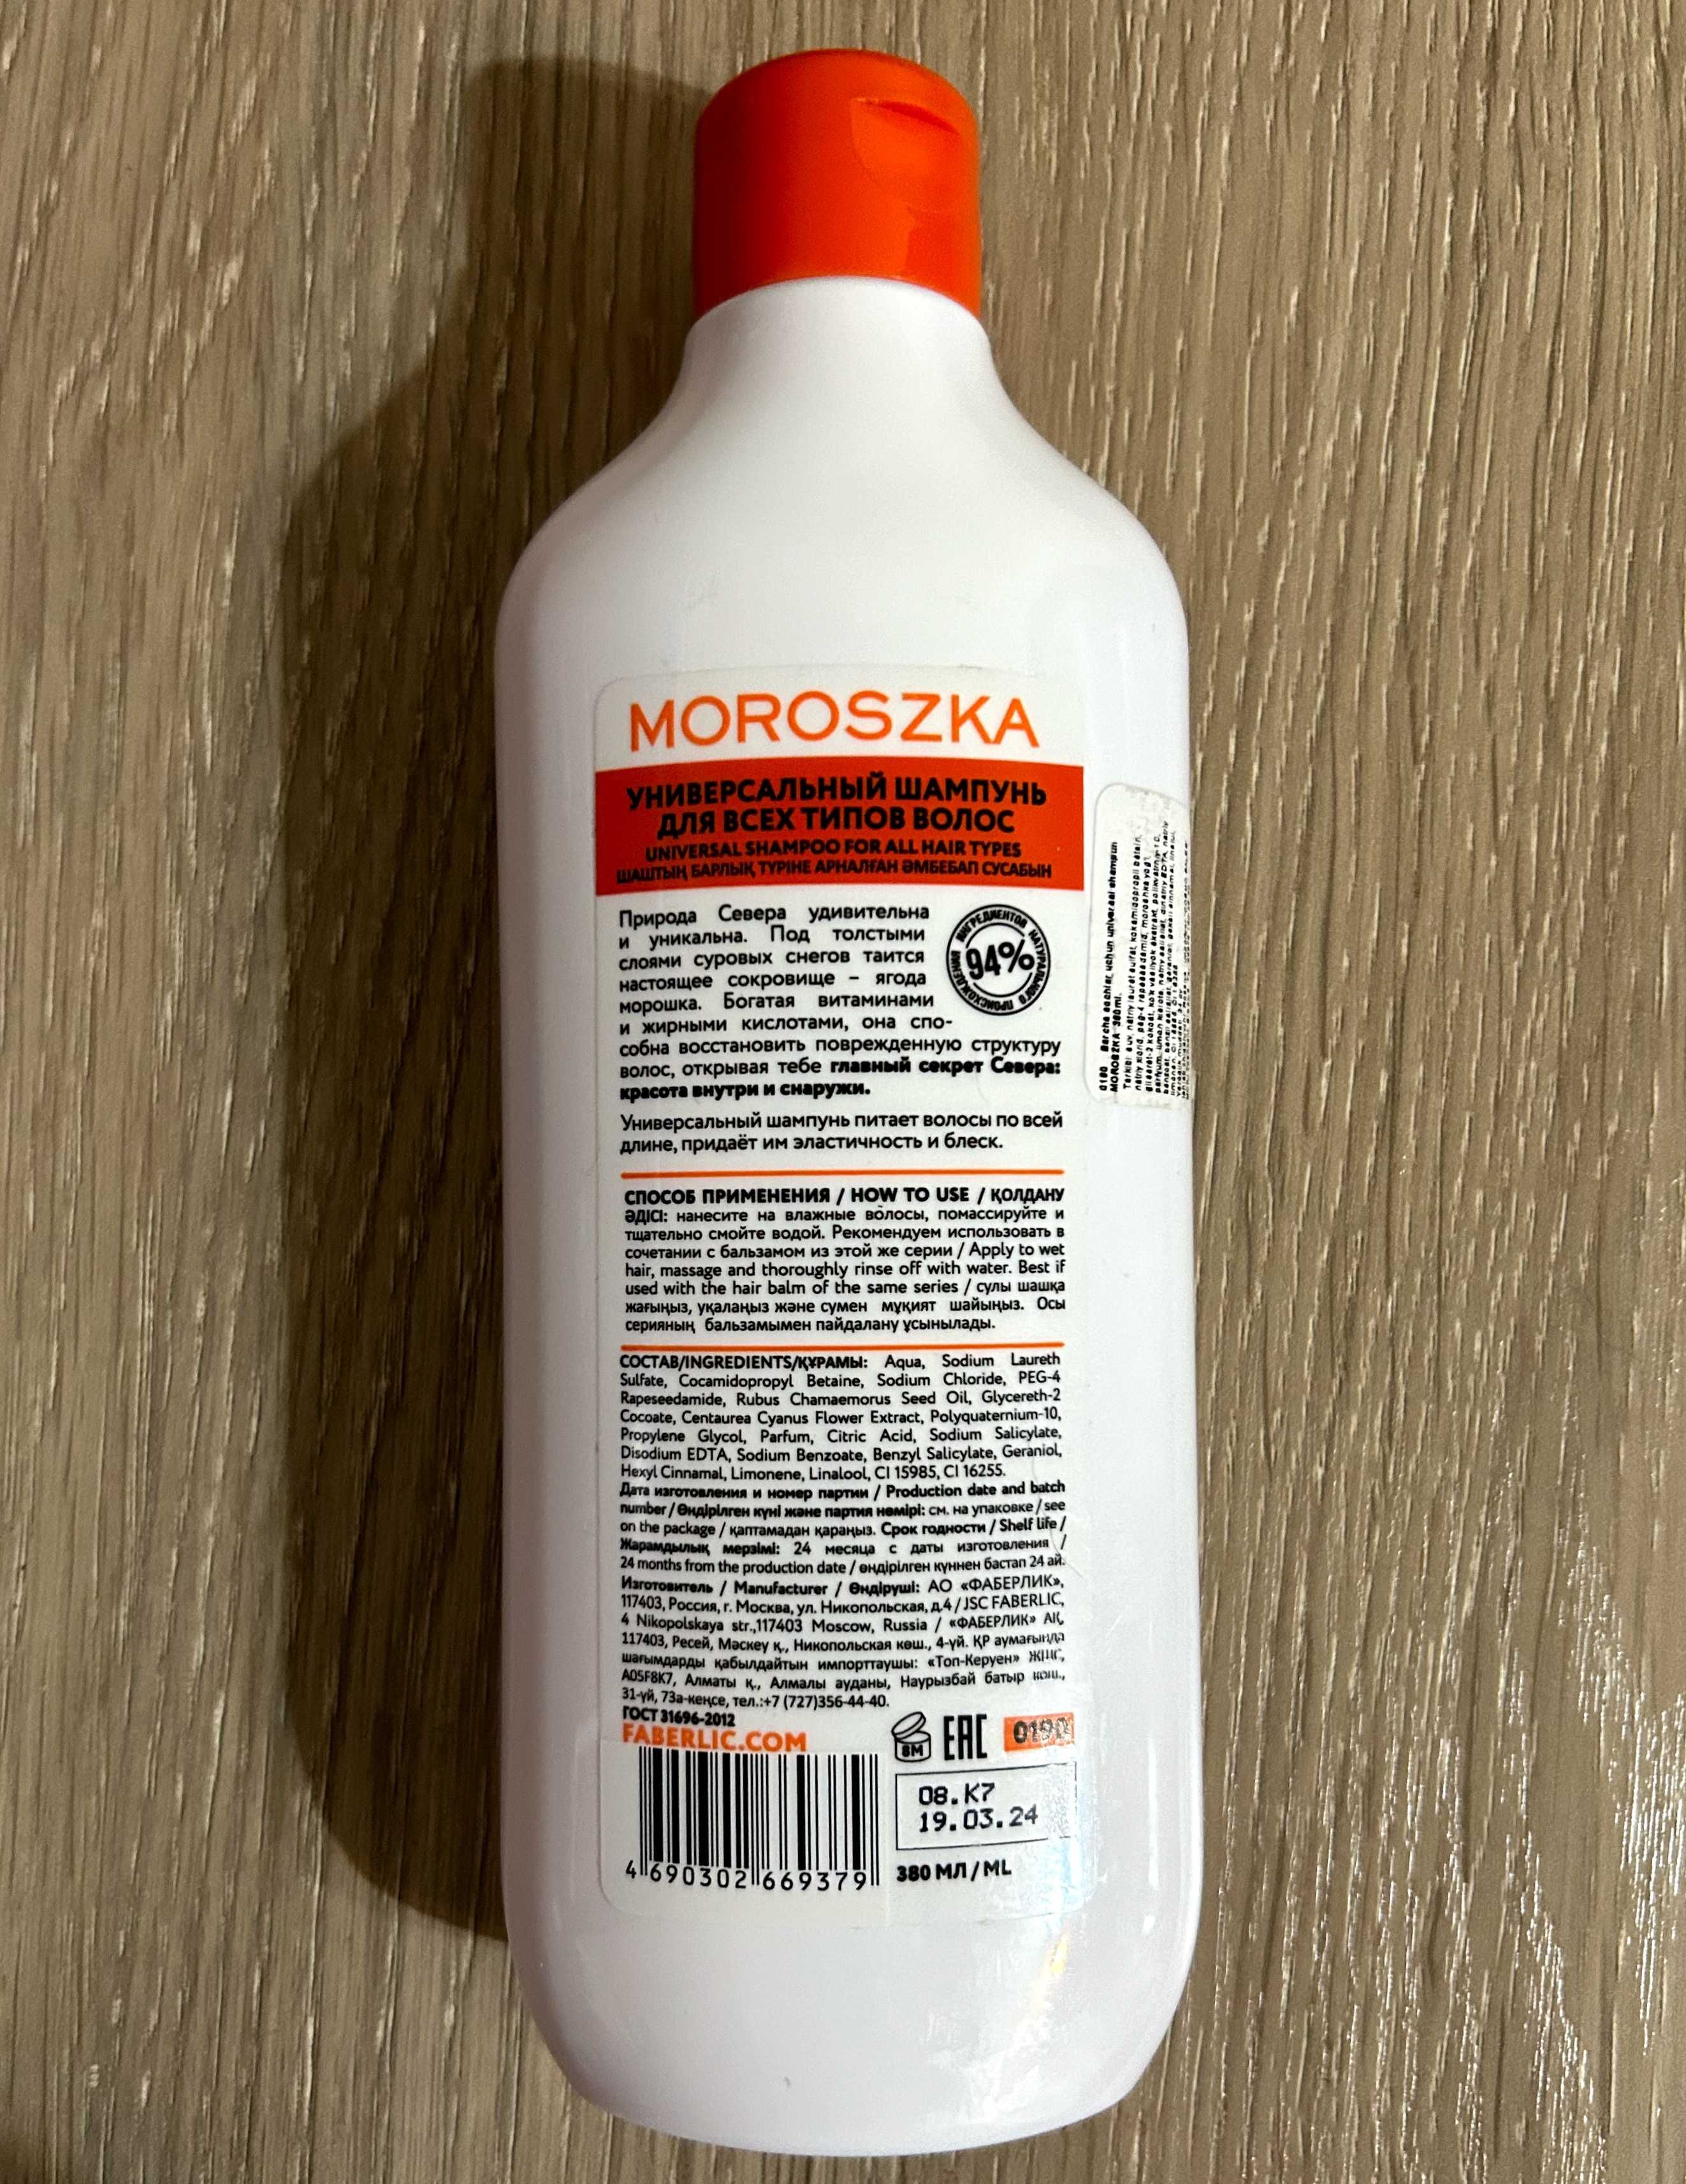 MOROSZKA
УНИВЕРСАЛЬНЫЙ ШАМПУНЬ
ДЛЯ ВСЕХ ТИПОВ ВОЛОС
UNIVERSAL SHAMPOO FOR ALL HAIR TYPES
ШАШТЫҢ БАРЛЫҚ ТҮРІНЕ АРНАЛҒАН ӘМБЕБАП СУСАБЫН
Природа Севера удивительна
и уникальна. Под толстыми
слоями суровых снегов таится
настоящее сокровище – ягода
морошка. Богатая витаминами
и жирными кислотами, она спо-
собна восстановить поврежденную структуру
волос, открывая тебе главный секрет Севера:
красота внутри и снаружи.
94%
ИНГРЕДИЕНТОВ НАТУРАЛЬНОГО ПРОИСХОЖДЕНИЯ
Универсальный шампунь питает волосы по всей
длине, придаёт им эластичность и блеск.
СПОСОБ ПРИМЕНЕНИЯ / HOW TO USE / ҚОЛДАНУ
ӘДІСІ: нанесите на влажные волосы, помассируйте и
тщательно смойте водой. Рекомендуем использовать в
сочетании с бальзамом из этой же серии / Apply to wet
hair, massage and thoroughly rinse off with water. Best if
used with the hair balm of the same series / сулы шашқа
жағыңыз, уқалаңыз және сумен мұқият шайыңыз. Осы
серияның бальзамымен пайдалану ұсынылады.
СОСТАВ/INGREDIENTS/ҚҰРАМЫ: Aqua, Sodium Laureth
Sulfate, Cocamidopropyl Betaine, Sodium Chloride, PEG-4
Rapeseedamide, Rubus Chamaemorus Seed Oil, Glycereth-2
Cocoate, Centaurea Cyanus Flower Extract, Polyquaternium-10,
Propylene Glycol, Parfum, Citric Acid, Sodium Salicylate,
Disodium EDTA, Sodium Benzoate, Benzyl Salicylate, Geraniol,
Hexyl Cinnamal, Limonene, Linalool, CI 15985, CI 16255.
Дата изготовления и номер партии / Production date and batch
number / Өндірілген күні және партия нөмірі: см. на упаковке / see
on the package / қаптамадан қараңыз. Срок годности / Shelf life /
Жарамдылық мерзімі: 24 месяца с даты изготовления /
24 months from the production date / өндірілген күннен бастап 24 ай.
Изготовитель / Manufacturer / Өндіруші: АО «ФАБЕРЛИК»,
117403, Россия, г. Москва, ул. Никопольская, д.4 / JSC FABERLIC,
4 Nikopolskaya str.,117403 Moscow, Russia / «ФАБЕРЛИК» АҚ,
117403, Ресей, Мәскеу қ., Никопольская көш., 4-үй. ҚР аумағында
шағымдарды қабылдайтын импорттаушы: «Топ-Керуен» ЖШС,
A05F8K7, Алматы қ., Алмалы ауданы, Наурызбай батыр көш.,
31-үй, 73а-кеңсе, тел.:+7 (727)356-44-40.
ГОСТ 31696-2012
FABERLIC.COM
8M
EAC
0190
08.K7
19.03.24
4 690302 669379
380 МЛ / ML
0190 Barcha sochlar uchun universal shampun
MOROSZKA 380ml.